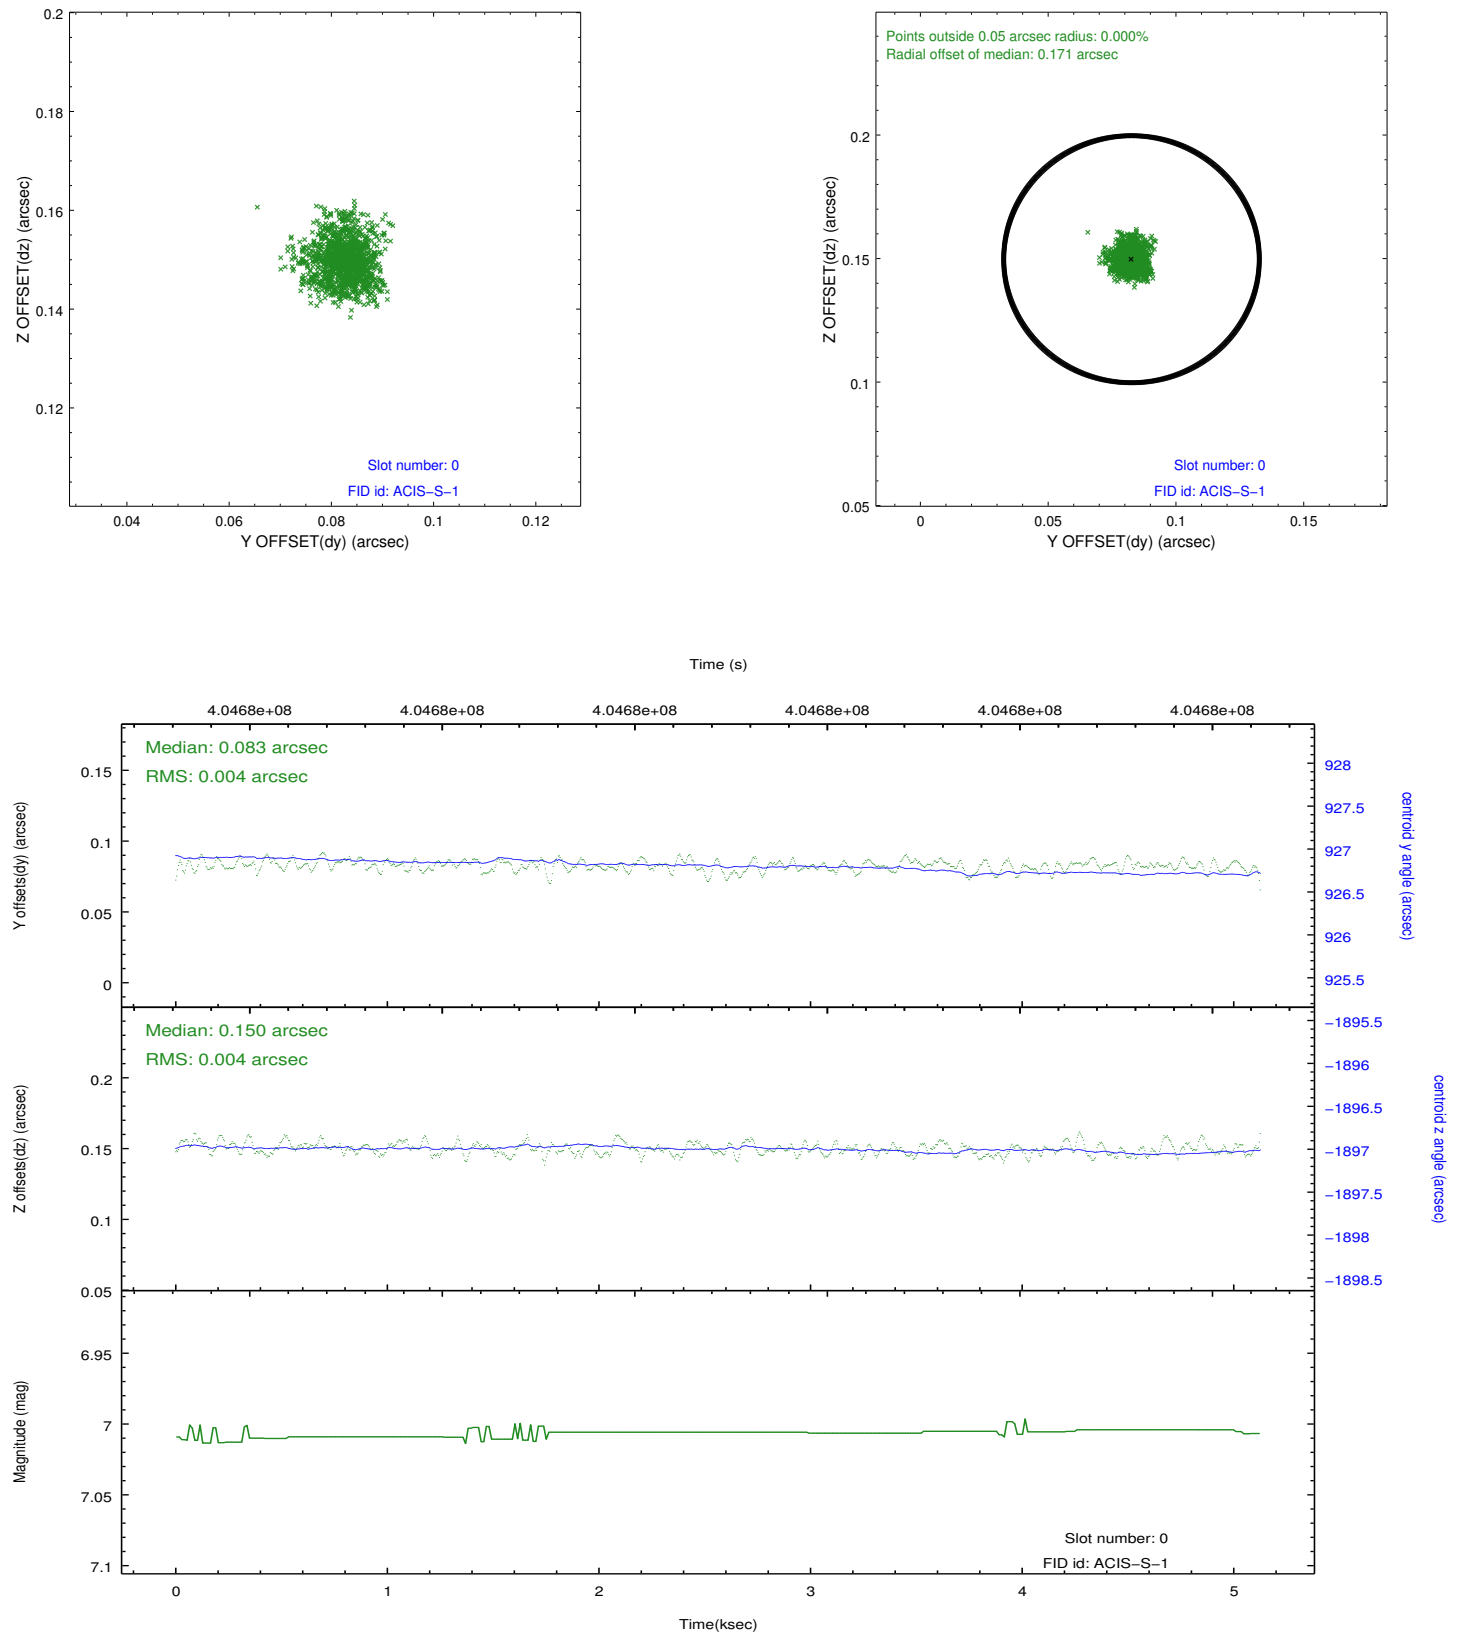 0.2
0.18
0.16
0.14
0.12
Z OFFSET(dz) (arcsec)
0.04 0.06 0.08 0.1 0.12
Y OFFSET(dy) (arcsec)
Slot number: 0
FID id: ACIS−S−1
Points outside 0.05 arcsec radius: 0.000%
Radial offset of median: 0.171 arcsec
0.2
0.15
0.1
0.05
Z OFFSET(dz) (arcsec)
0 0.05 0.1 0.15
Y OFFSET(dy) (arcsec)
Slot number: 0
FID id: ACIS−S−1
Time (s)
4.0468e+08 4.0468e+08 4.0468e+08 4.0468e+08 4.0468e+08 4.0468e+08
Median: 0.083 arcsec
RMS: 0.004 arcsec
0.15
0.1
0.05
0
Y offsets(dy) (arcsec)
928
927.5
927
926.5
926
925.5
centroid y angle (arcsec)
Median: 0.150 arcsec
RMS: 0.004 arcsec
0.2
0.15
0.1
0.05
Z offsets(dz) (arcsec)
−1895.5
−1896
−1896.5
−1897
−1897.5
−1898
−1898.5
centroid z angle (arcsec)
6.95
7
7.05
7.1
Magnitude (mag)
Slot number: 0
FID id: ACIS−S−1
0 1 2 3 4 5
Time(ksec)